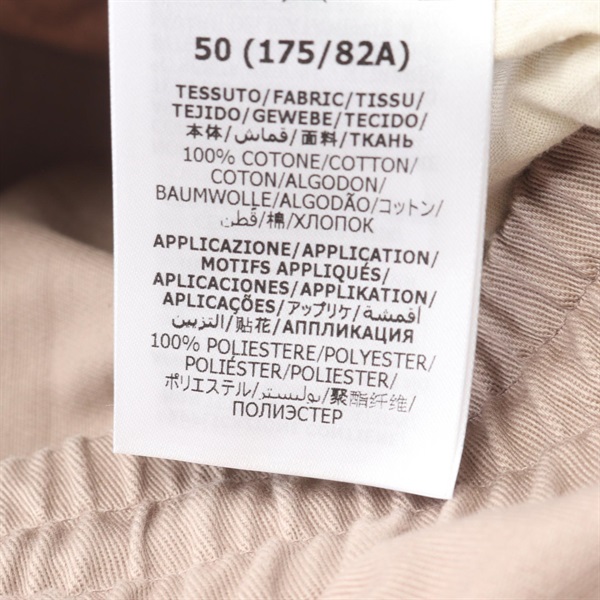 50 (175/82A)
TESSUTO/FABRIC/TISSU/
TEJIDO/GEWEBE/TECIDO/
本体/قماش/面料/ТКАНЬ
100% COTONE/COTTON/
COTON/ALGODON/
BAUMWOLLE/ALGODÃO/コットン/
قطن/棉/ХЛОПОК
APPLICAZIONE/APPLICATION/
MOTIFS APPLIQUÉS/
APLICACIONES/APPLIKATION/
APLICAÇÕES/アップリケ/أقمشة
التزيين/贴花/АППЛИКАЦИЯ
100% POLIESTERE/POLYESTER/
POLYESTER/POLIESTER/
POLIÉSTER/POLIESTER/
ポリエステル/بوليستر/聚酯纤维/
ПОЛИЭСТЕР